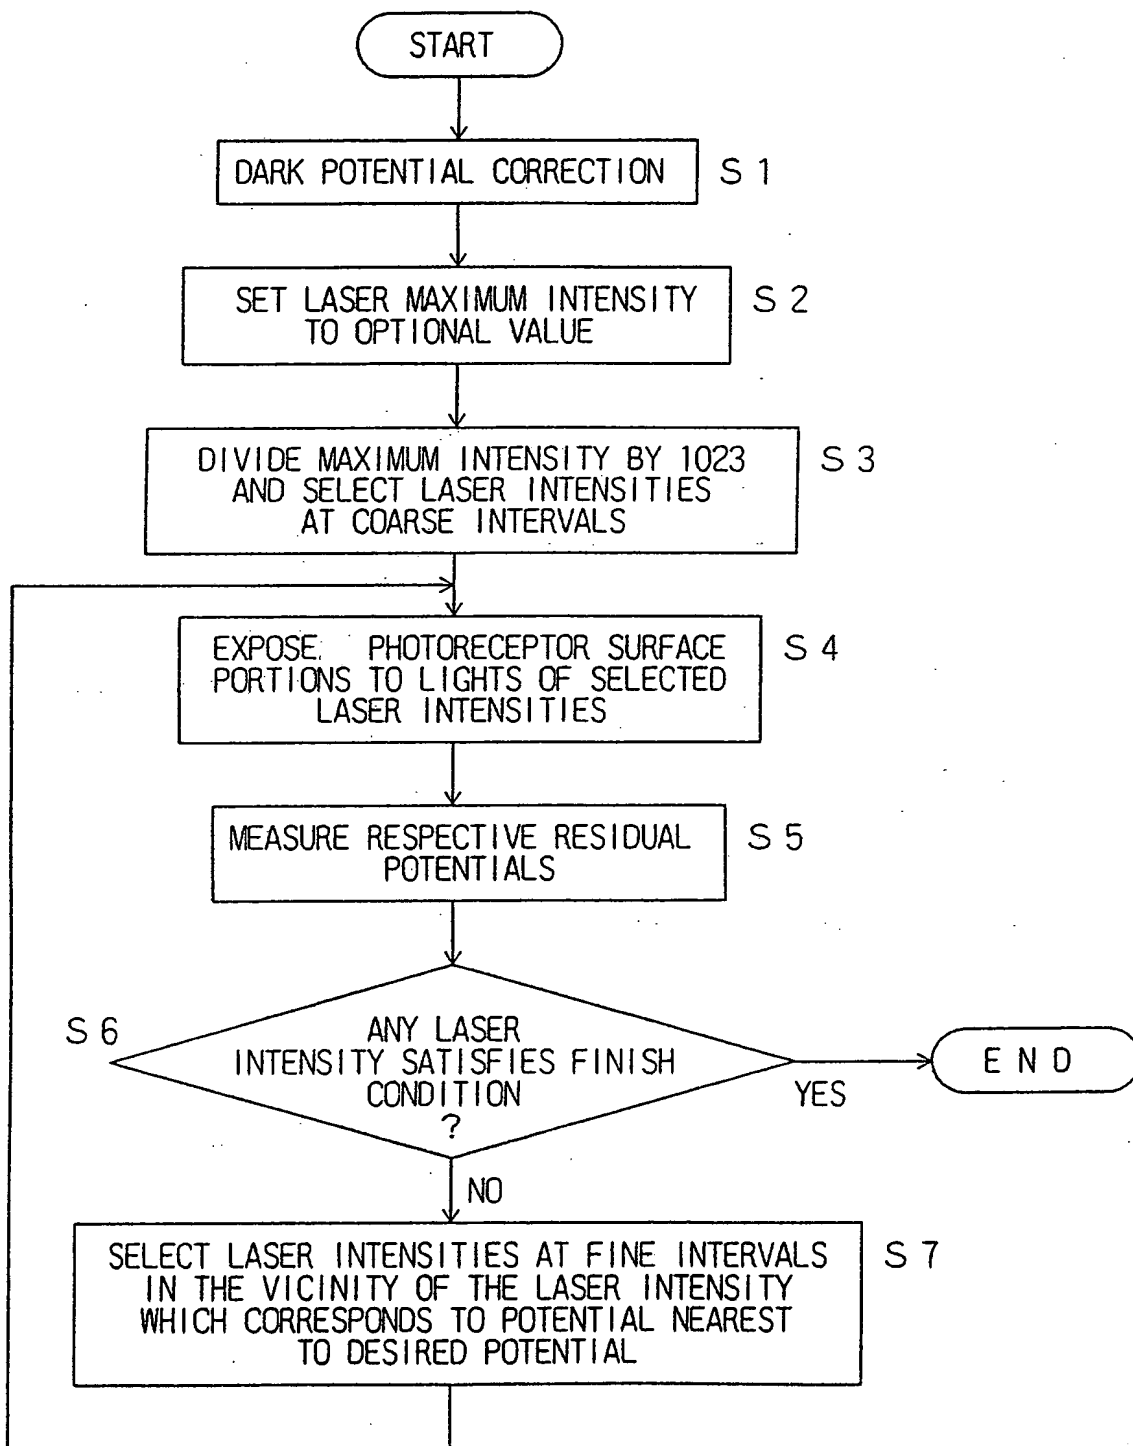 START
DARK POTENTIAL CORRECTION
S 1
SET LASER MAXIMUM INTENSITY
TO OPTIONAL VALUE
S 2
DIVIDE MAXIMUM INTENSITY BY 1023
AND SELECT LASER INTENSITIES
AT COARSE INTERVALS
S 3
EXPOSE PHOTORECEPTOR SURFACE
PORTIONS TO LIGHTS OF SELECTED
LASER INTENSITIES
S 4
MEASURE RESPECTIVE RESIDUAL
POTENTIALS
S 5
S 6
ANY LASER
INTENSITY SATISFIES FINISH
CONDITION
?
YES
END
NO
SELECT LASER INTENSITIES AT FINE INTERVALS
IN THE VICINITY OF THE LASER INTENSITY
WHICH CORRESPONDS TO POTENTIAL NEAREST
TO DESIRED POTENTIAL
S 7